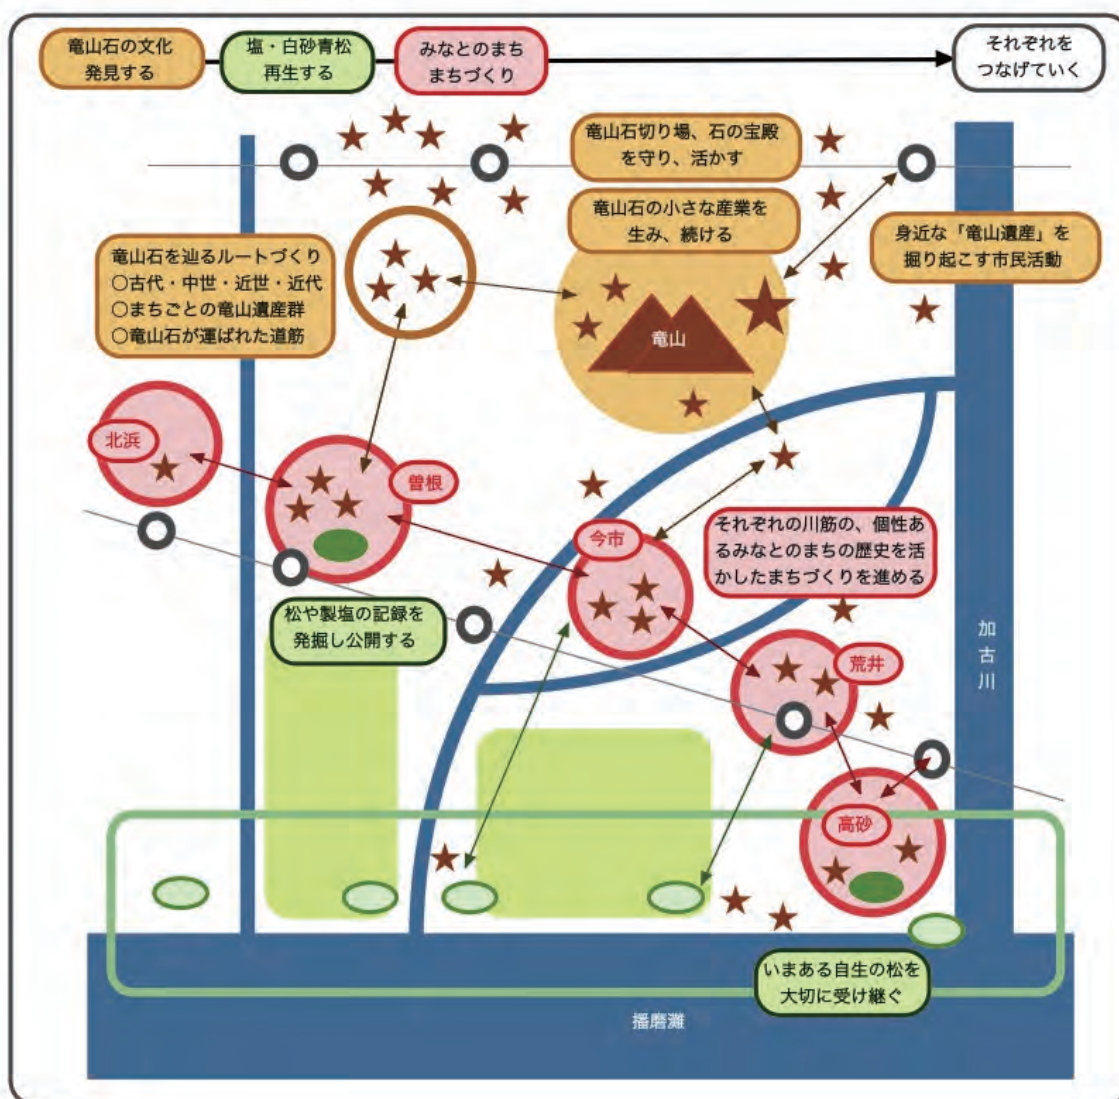 竜山石の文化
発見する
塩・白砂青松
再生する
みなとのまち
まちづくり
それぞれを
つなげていく
竜山石切り場、石の宝殿
を守り、活かす
竜山石の小さな産業を
生み、続ける
身近な「竜山遺産」を
掘り起こす市民活動
竜山石を辿るルートづくり
○古代・中世・近世・近代
○まちごとの竜山遺産群
○竜山石が運ばれた道筋
竜山
北浜
曽根
今市
それぞれの川筋の、個性あ
るみなとのまちの歴史を活
かしたまちづくりを進める
松や製塩の記録を
発掘し公開する
荒井
加古川
高砂
いまある自生の松を
大切に受け継ぐ
播磨灘